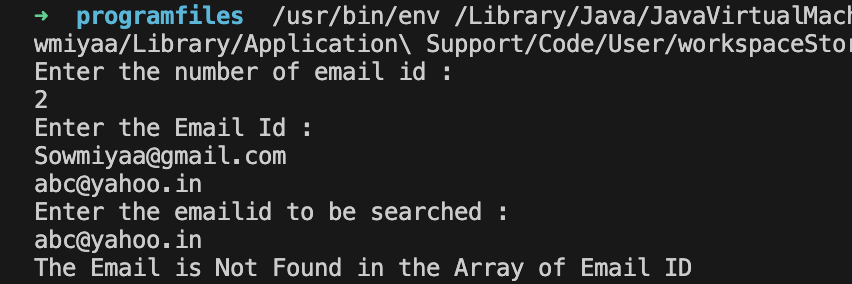 → programfiles /usr/bin/env /Library/Java/JavaVirtualMach
wmiyaa/Library/Application\ Support/Code/User/workspaceStor
Enter the number of email id :
2
Enter the Email Id :
Sowmiyaa@gmail.com
abc@yahoo.in
Enter the emailid to be searched :
abc@yahoo.in
The Email is Not Found in the Array of Email ID